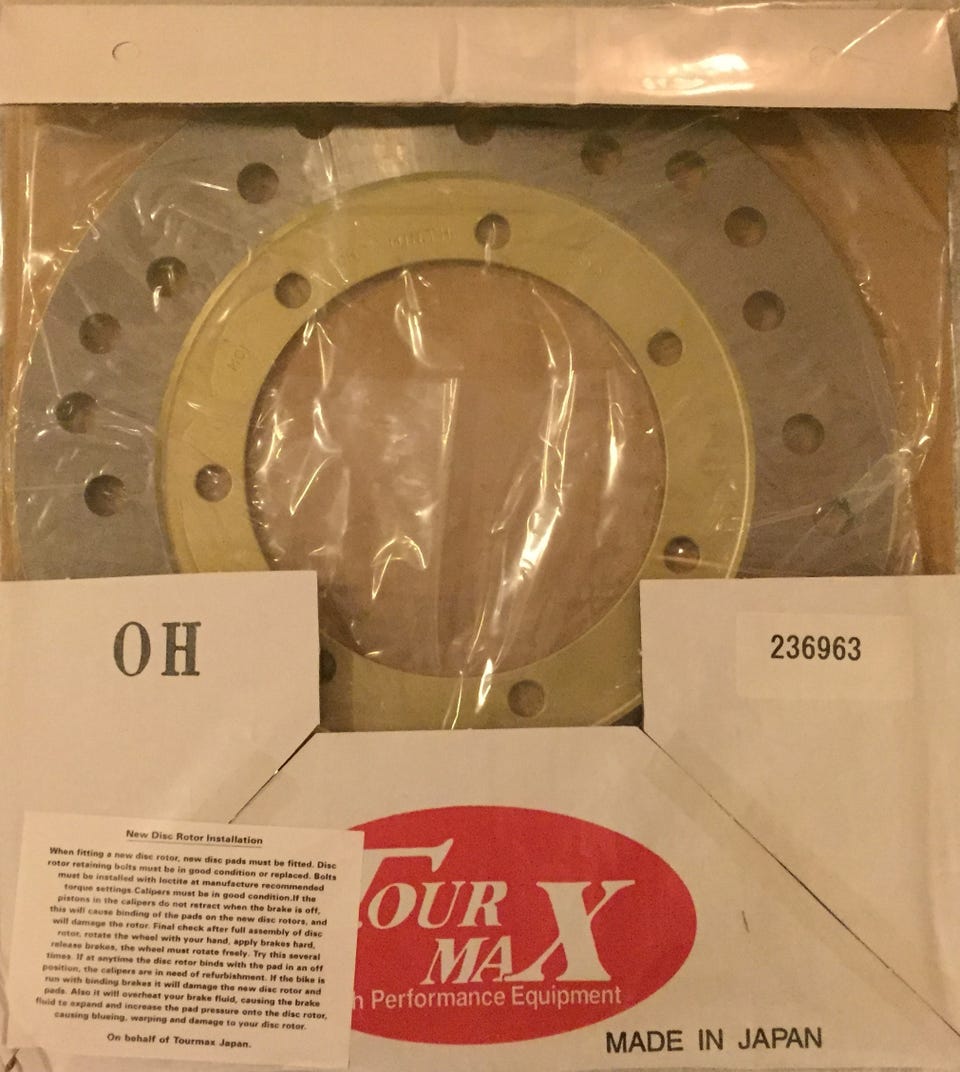 OH
236963
New Disc Rotor Installation
When fitting a new disc rotor, new disc pads must be fitted. Disc
rotor retaining bolts must be in good condition or replaced. Bolts
must be installed with loctite at manufacture recommended
torque settings.Calipers must be in good condition.If the
pistons in the calipers do not retract when the brake is off,
this will cause binding of the pads on the new disc rotors, and
will damage the rotor. Final check after full assembly of disc
rotor, rotate the wheel with your hand, apply brakes hard,
release brakes, the wheel must rotate freely. Try this several
times. If at anytime the disc rotor binds with the pad in an off
position, the calipers are in need of refurbishment. If the bike is
run with binding brakes it will damage the new disc rotor and
pads. Also it will overheat your brake fluid, causing the brake
fluid to expand and increase the pad pressure onto the disc rotor,
causing blueing, warping and damage to your disc rotor.
On behalf of Tourmax Japan.
TOUR
MAX
h Performance Equipment
MADE IN JAPAN